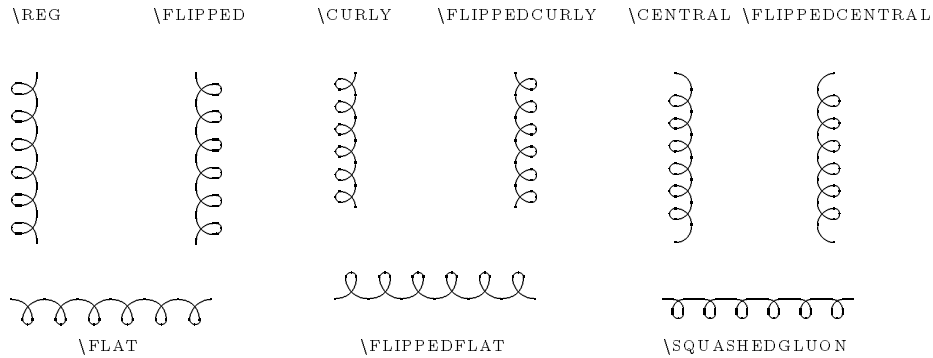 \REG \FLIPPED \CURLY \FLIPPEDCURLY \CENTRAL \FLIPPEDCENTRAL
\FLAT \FLIPPEDFLAT \SQUASHEDGLUON